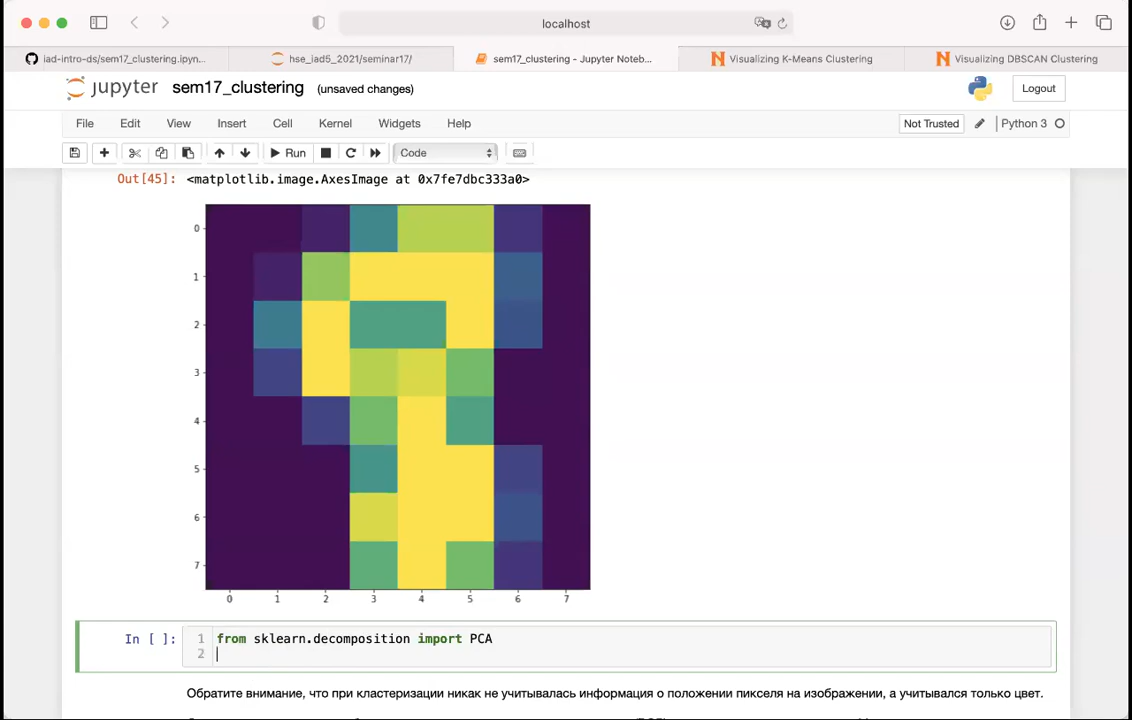 localhost
iad-intro-ds/sem17_clustering.ipyn...
hse_iad5_2021/seminar17/
sem17_clustering - Jupyter Noteb...
Visualizing K-Means Clustering
Visualizing DBSCAN Clustering
jupyter sem17_clustering (unsaved changes)
Logout
File Edit View Insert Cell Kernel Widgets Help
Not Trusted
Python 3
Run
Code
Out[45]: <matplotlib.image.AxesImage at 0x7fe7dbc333a0>
0
1
2
3
4
5
6
7
0 1 2 3 4 5 6 7
In [ ]: 1 from sklearn.decomposition import PCA
2
Обратите внимание, что при кластеризации никак не учитывалась информация о положении пикселя на изображении, а учитывался только цвет.